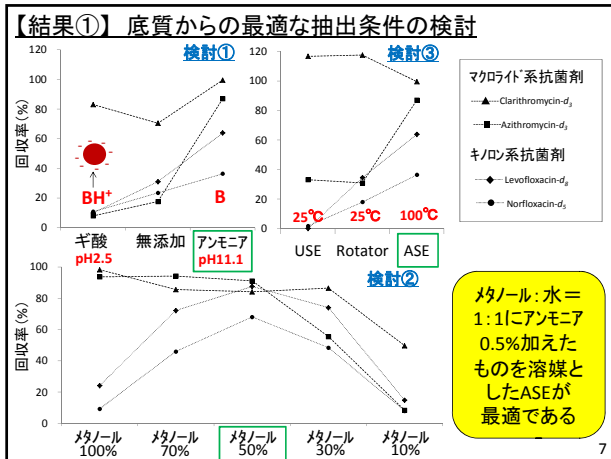 【結果①】 底質からの最適な抽出条件の検討
検討①
120
100
80
60
40
20
0
回収率(%)
BH⁺
B
ギ酸
pH2.5
無添加
アンモニア
pH11.1
検討③
120
100
80
60
40
20
0
回収率(%)
25℃
25℃
100℃
USE
Rotator
ASE
マクロライド系抗菌剤
Clarithromycin-d₃
Azithromycin-d₃
キノロン系抗菌剤
Levofloxacin-d₈
Norfloxacin-d₅
検討②
100
80
60
40
20
0
回収率(%)
メタノール
100%
メタノール
70%
メタノール
50%
メタノール
30%
メタノール
10%
メタノール:水=
1:1にアンモニア
0.5%加えた
ものを溶媒と
したASEが
最適である
7